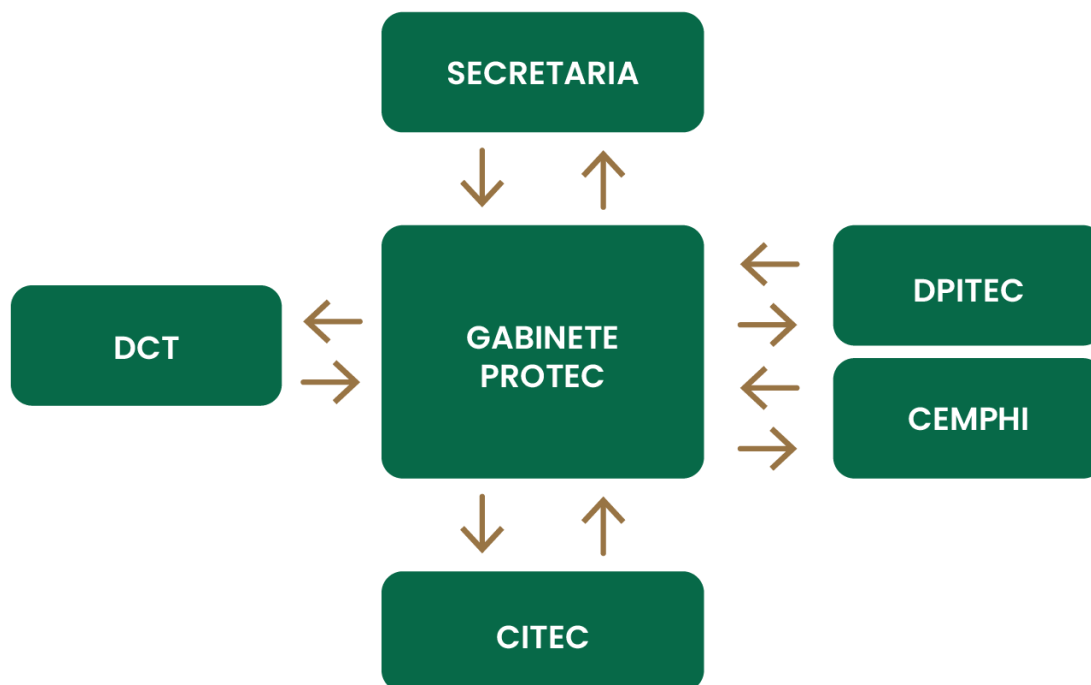 SECRETARIA
DPITEC
GABINETE
PROTEC
DCT
CEMPHI
CITEC